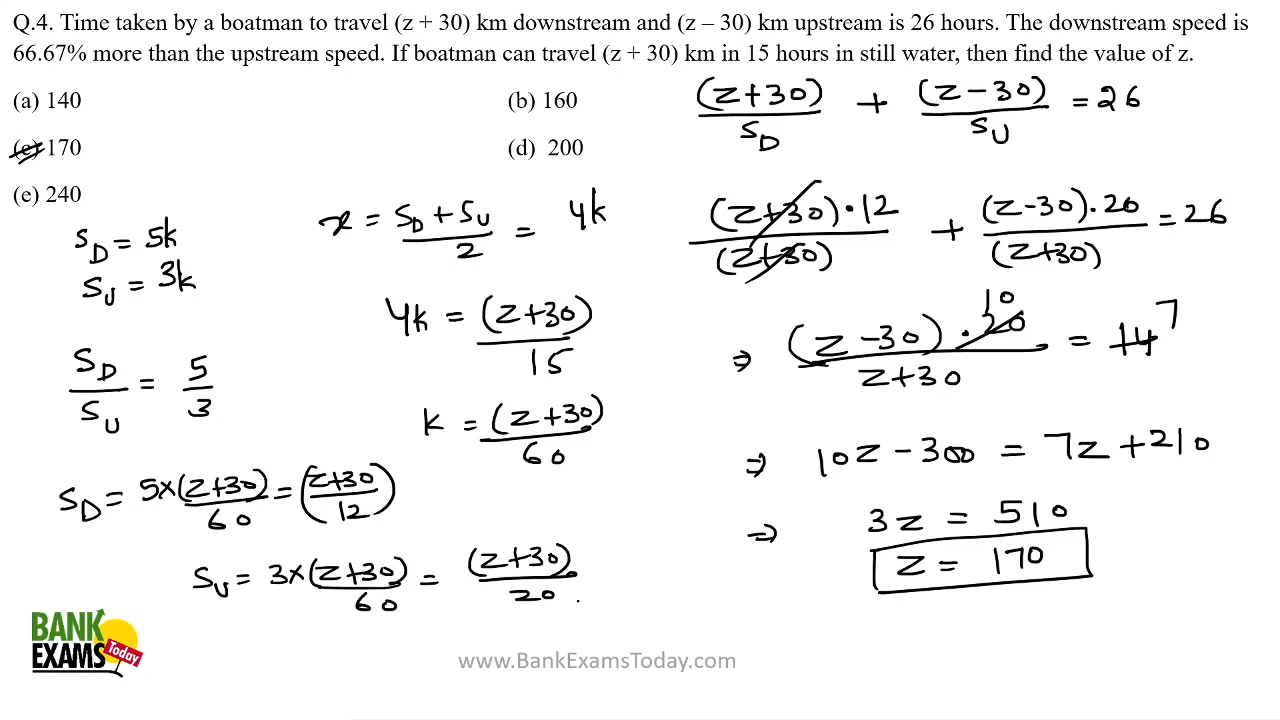 Q.4. Time taken by a boatman to travel (z + 30) km downstream and (z – 30) km upstream is 26 hours. The downstream speed is
66.67% more than the upstream speed. If boatman can travel (z + 30) km in 15 hours in still water, then find the value of z.
(a) 140
(b) 160
(c) 170
(d) 200
(e) 240
S_D = 5k
S_U = 3k
S_D/S_U = 5/3
x = (S_D + S_U)/2 = 4k
4k = (z+30)/15
k = (z+30)/60
S_D = 5×(z+30)/60 = (z+30)/12
S_U = 3×(z+30)/60 = (z+30)/20
(z+30)/S_D + (z-30)/S_U = 26
(z+30)·12/(z+30) + (z-30)·20/(z+30) = 26
⇒ (z-30)·20 10/z+30 = 14 7
⇒ 10z - 300 = 7z + 210
⇒ 3z = 510
z = 170
BANK
EXAMS Today
www.BankExamsToday.com